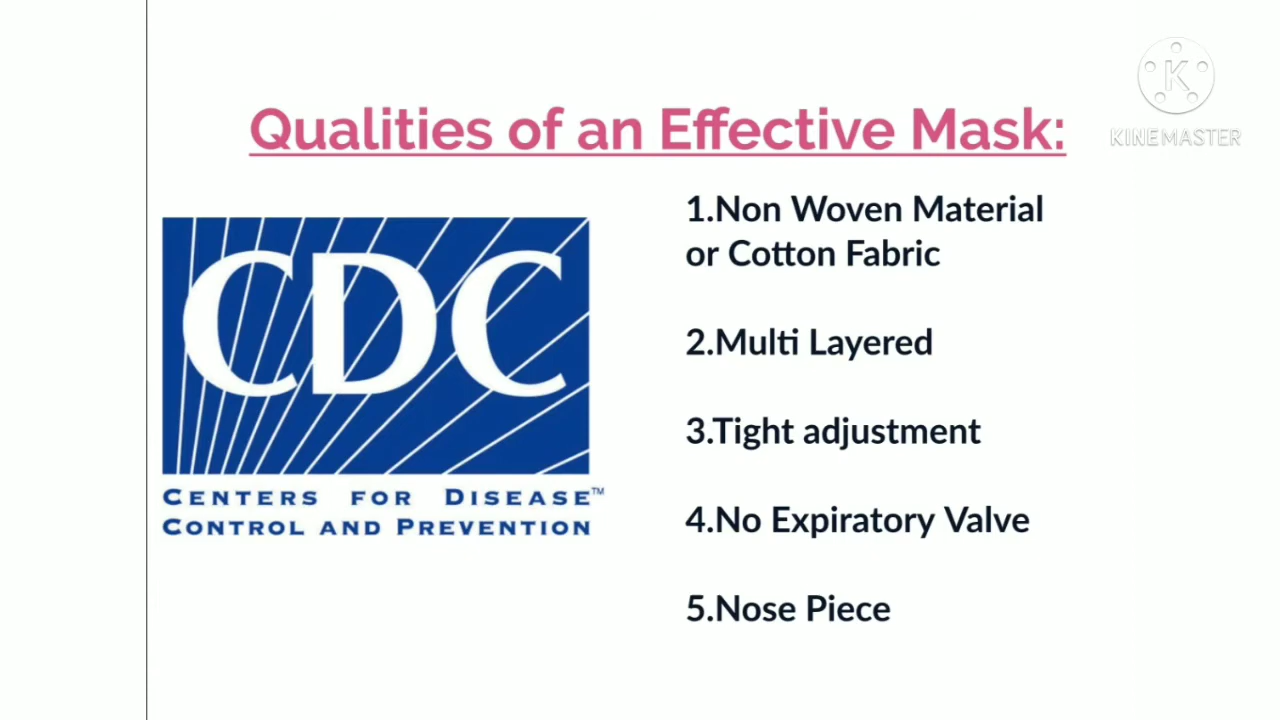 KINEMASTER
Qualities of an Effective Mask:
CDC
CENTERS FOR DISEASE™
CONTROL AND PREVENTION
1.Non Woven Material
or Cotton Fabric
2.Multi Layered
3.Tight adjustment
4.No Expiratory Valve
5.Nose Piece